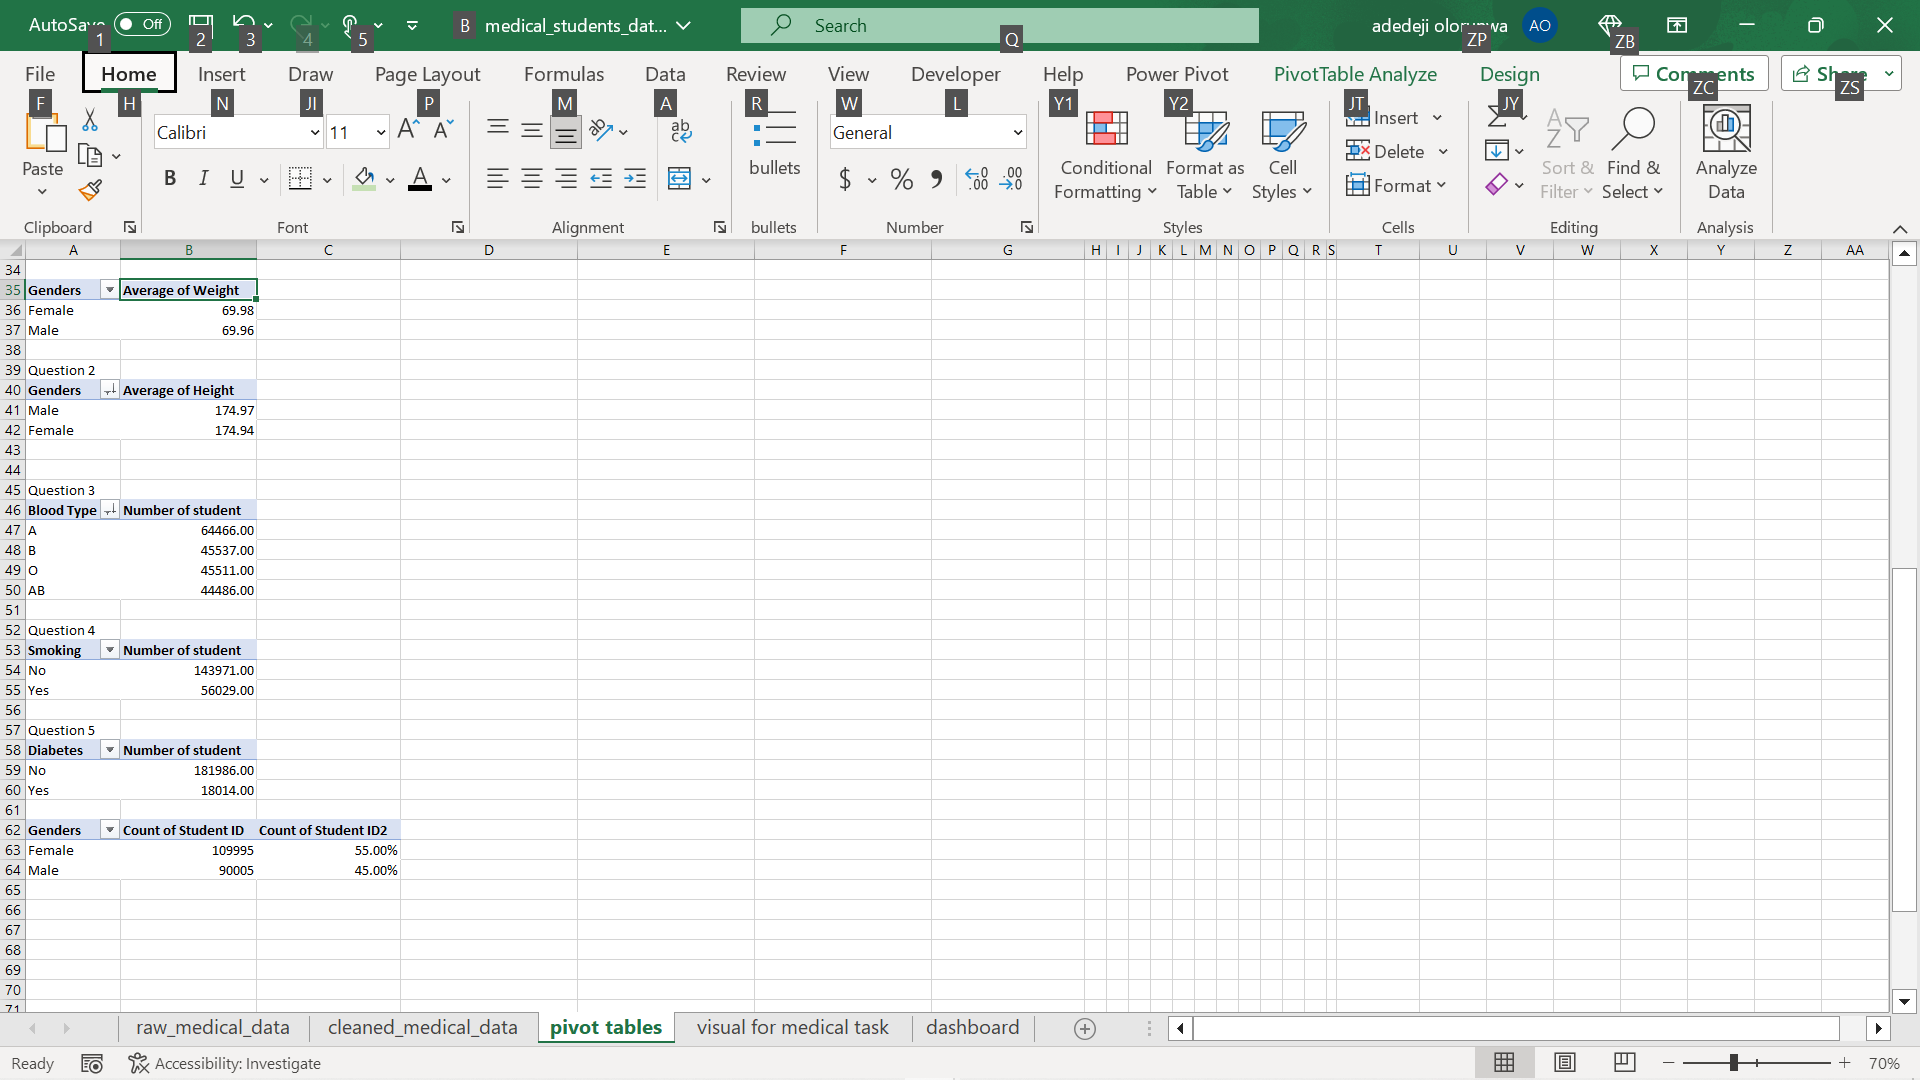 AutoSave Off medical_students_dat... Search adedeji olorunwa AO
1 2 3 4 5 B Q ZP ZB
File Home Insert Draw Page Layout Formulas Data Review View Developer Help Power Pivot PivotTable Analyze Design Comments Share
F H N JI P M A R W L Y1 Y2 JT JY ZC ZS
Paste
Calibri 11
B I U
ab
bullets
General
$ % 9 .00 .0
Conditional Formatting
Format as Table
Cell Styles
Insert
Delete
Format
Sort & Filter
Find & Select
Analyze Data
Clipboard Font Alignment bullets Number Styles Cells Editing Analysis
A B C D E F G H I J K L M N O P Q R S T U V W X Y Z AA
34
35 Genders Average of Weight
36 Female 69.98
37 Male 69.96
38
39 Question 2
40 Genders Average of Height
41 Male 174.97
42 Female 174.94
43
44
45 Question 3
46 Blood Type Number of student
47 A 64466.00
48 B 45537.00
49 O 45511.00
50 AB 44486.00
51
52 Question 4
53 Smoking Number of student
54 No 143971.00
55 Yes 56029.00
56
57 Question 5
58 Diabetes Number of student
59 No 181986.00
60 Yes 18014.00
61
62 Genders Count of Student ID Count of Student ID2
63 Female 109995 55.00%
64 Male 90005 45.00%
65
66
67
68
69
70
71
raw_medical_data cleaned_medical_data pivot tables visual for medical task dashboard
Ready Accessibility: Investigate 70%